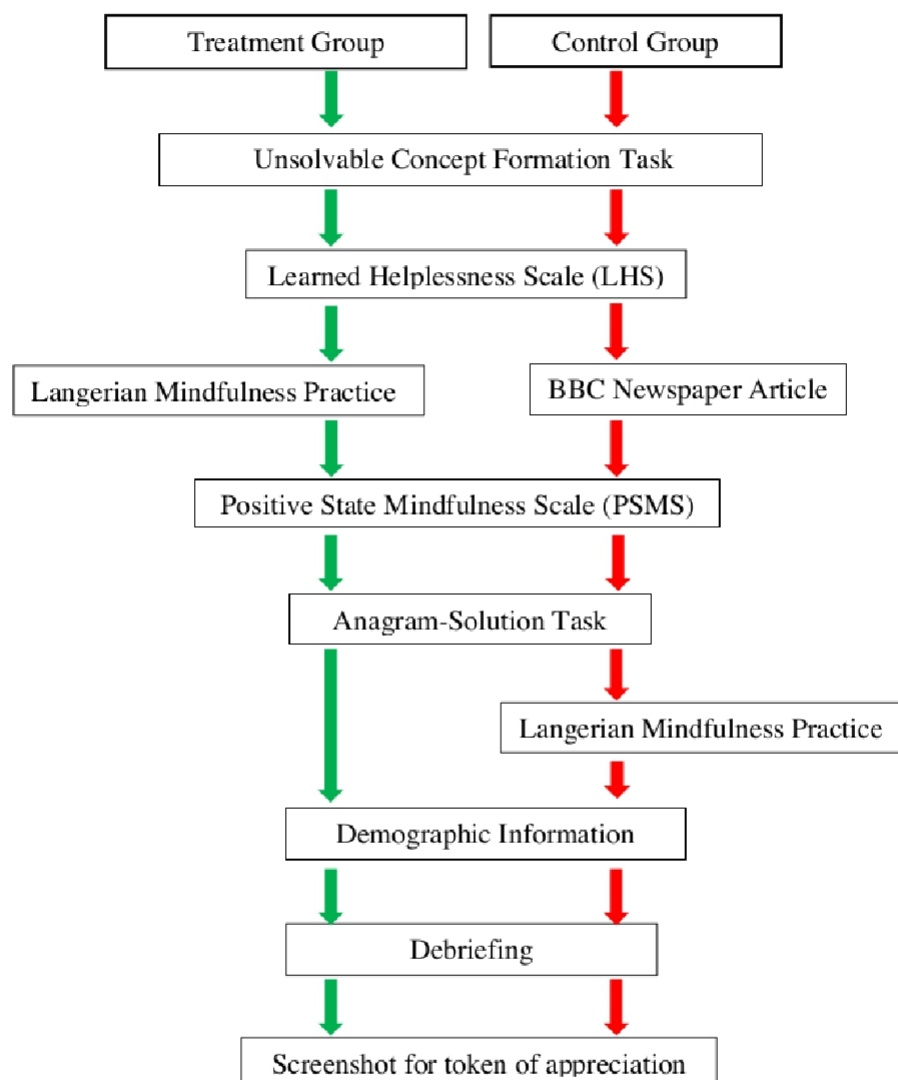 Treatment Group
Control Group
Unsolvable Concept Formation Task
Learned Helplessness Scale (LHS)
Langerian Mindfulness Practice
BBC Newspaper Article
Positive State Mindfulness Scale (PSMS)
Anagram-Solution Task
Langerian Mindfulness Practice
Demographic Information
Debriefing
Screenshot for token of appreciation